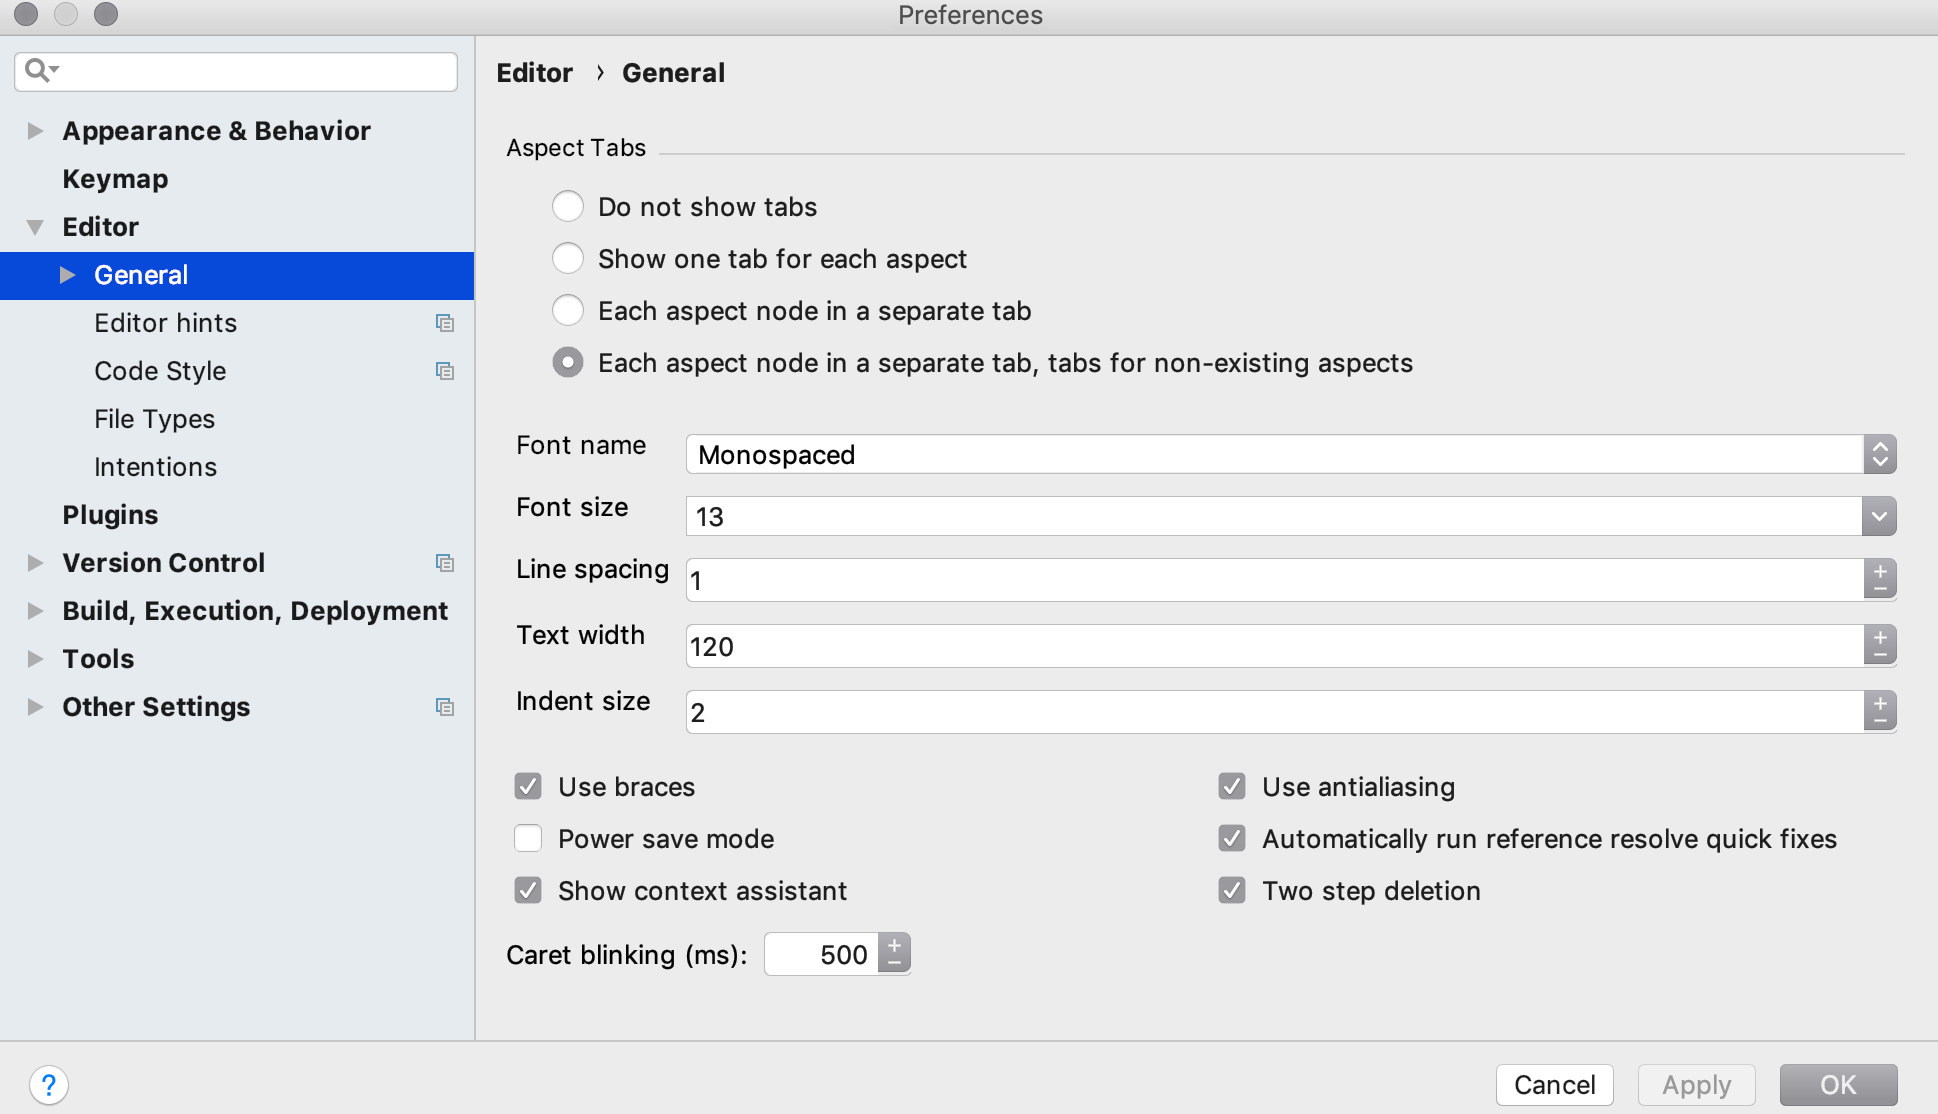 Preferences
Appearance & Behavior
Keymap
Editor
General
Editor hints
Code Style
File Types
Intentions
Plugins
Version Control
Build, Execution, Deployment
Tools
Other Settings
Editor › General
Aspect Tabs
Do not show tabs
Show one tab for each aspect
Each aspect node in a separate tab
Each aspect node in a separate tab, tabs for non-existing aspects
Font name Monospaced
Font size 13
Line spacing 1
Text width 120
Indent size 2
Use braces Use antialiasing
Power save mode Automatically run reference resolve quick fixes
Show context assistant Two step deletion
Caret blinking (ms): 500
? Cancel Apply OK